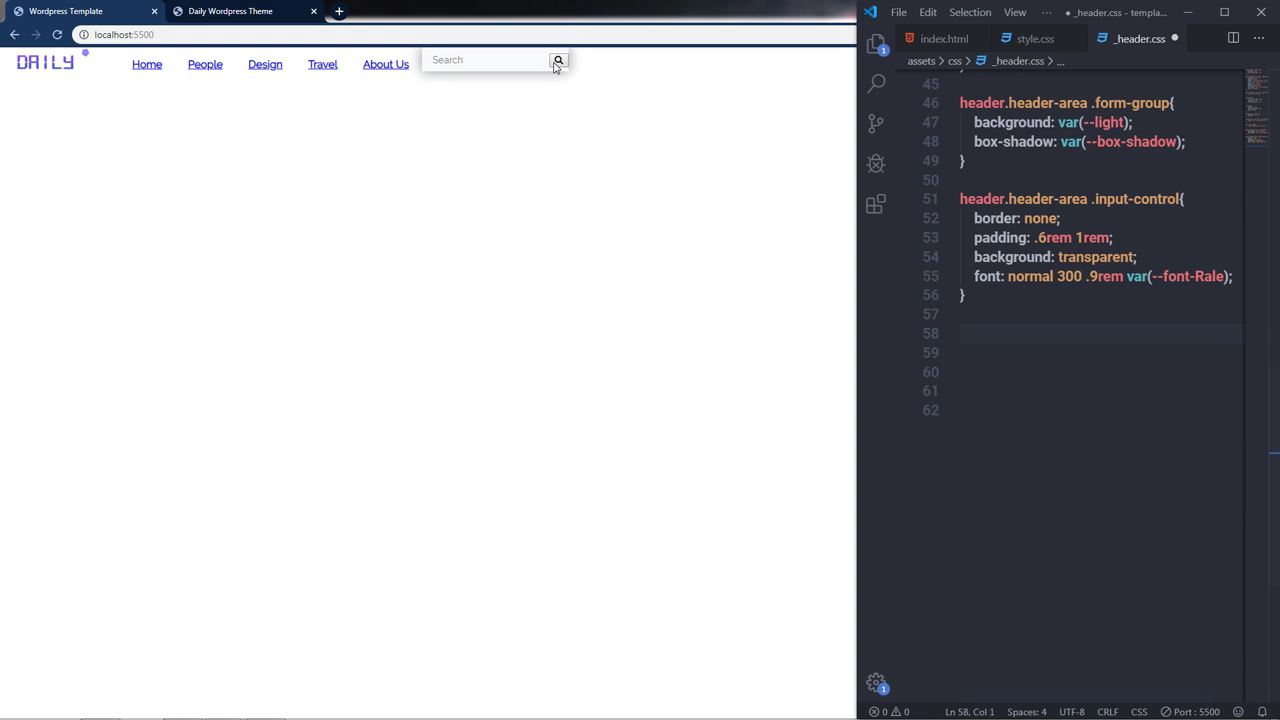 Wordpress Template
Daily Wordpress Theme
localhost:5500
DAILY
Home People Design Travel About Us
Search
File Edit Selection View ··· ● _header.css - templa...
index.html style.css _header.css ●
assets > css > _header.css > ...
45 }
46 header.header-area .form-group{
47 background: var(--light);
48 box-shadow: var(--box-shadow);
49 }
50
51 header.header-area .input-control{
52 border: none;
53 padding: .6rem 1rem;
54 background: transparent;
55 font: normal 300 .9rem var(--font-Rale);
56 }
57
58
59
60
61
62
1
1
0 0 Ln 58, Col 1 Spaces: 4 UTF-8 CRLF CSS Port : 5500